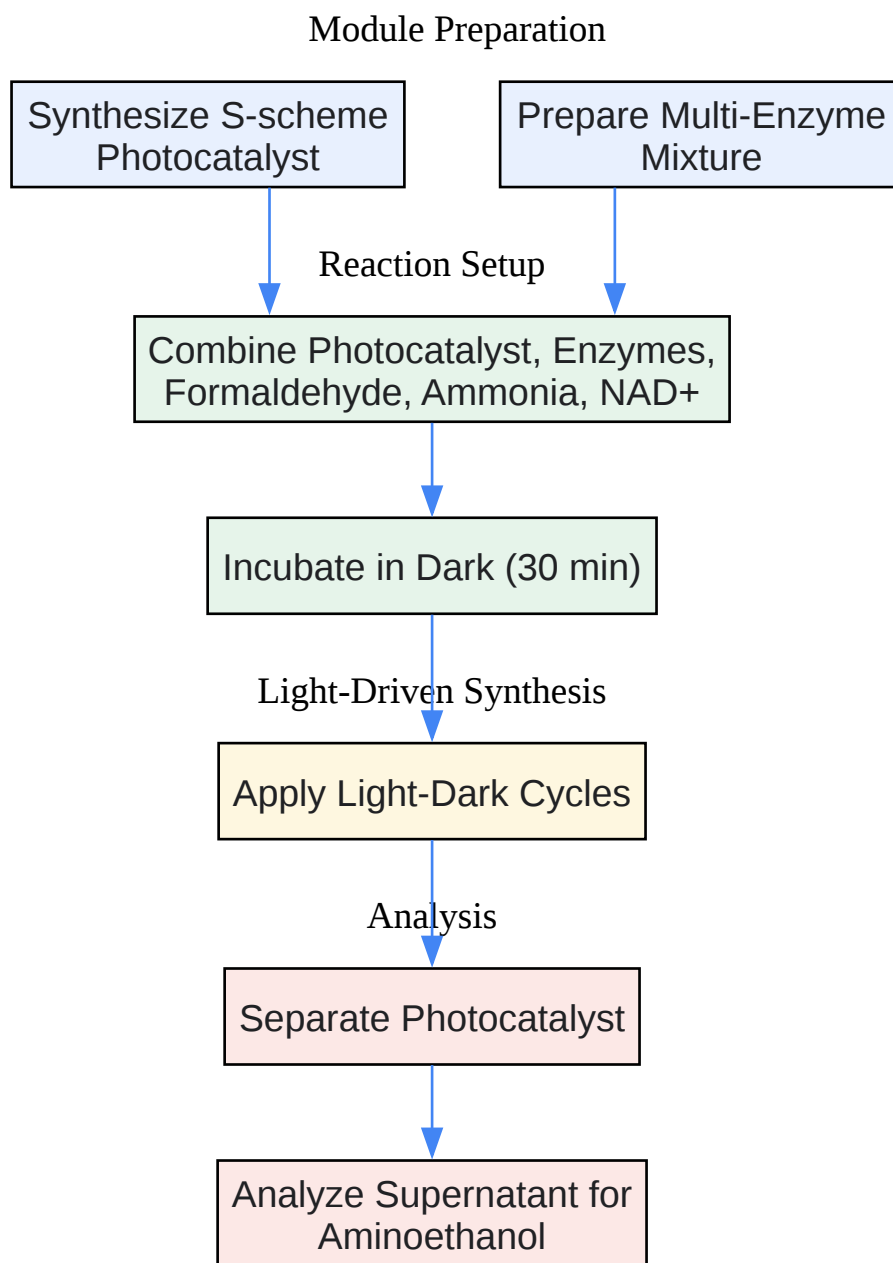 Module Preparation
Synthesize S-scheme
Photocatalyst
Prepare Multi-Enzyme
Mixture
Reaction Setup
Combine Photocatalyst, Enzymes,
Formaldehyde, Ammonia, NAD+
Incubate in Dark (30 min)
Light-Driven Synthesis
Apply Light-Dark Cycles
Analysis
Separate Photocatalyst
Analyze Supernatant for
Aminoethanol